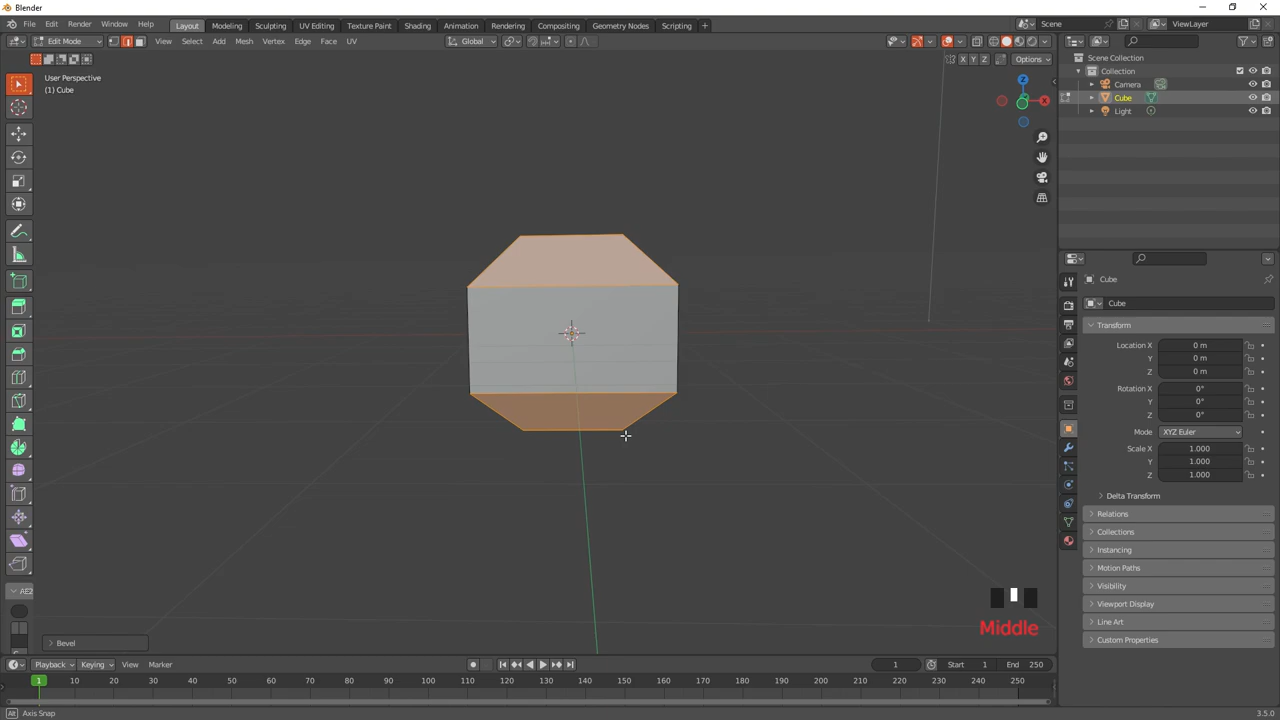 Blender
File Edit Render Window Help Layout Modeling Sculpting UV Editing Texture Paint Shading Animation Rendering Compositing Geometry Nodes Scripting + Scene ViewLayer
Edit Mode View Select Add Mesh Vertex Edge Face UV Global
X Y Z Options
User Perspective
(1) Cube
Z
X
Scene Collection
Collection
Camera
Cube
Light
Cube
Cube
Transform
Location X 0 m
Y 0 m
Z 0 m
Rotation X 0°
Y 0°
Z 0°
Mode XYZ Euler
Scale X 1.000
Y 1.000
Z 1.000
Delta Transform
Relations
Collections
Instancing
Motion Paths
Visibility
Viewport Display
Line Art
Custom Properties
AE2
Middle
Bevel
Playback Keying View Marker 1 Start 1 End 250
1 10 20 30 40 50 60 70 80 90 100 110 120 130 140 150 160 170 180 190 200 210 220 230 240 250
Alt Axis Snap 3.5.0